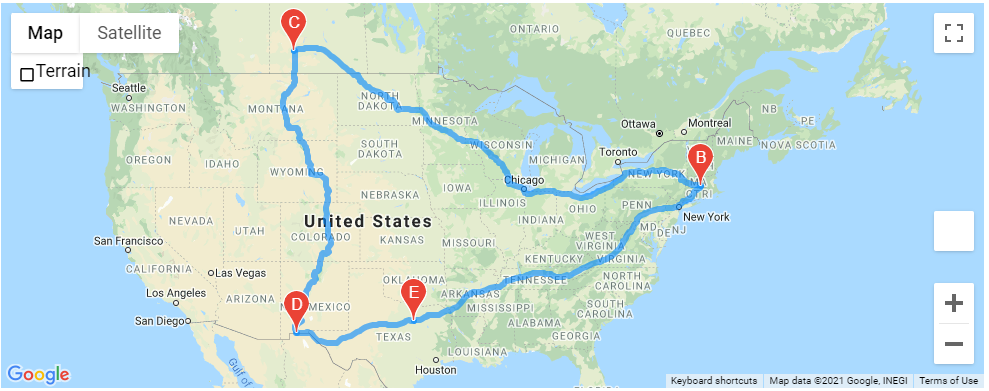 Map
Satellite
Terrain
C
ONTARIO
QUEBEC
Seattle
WASHINGTON
MONTANA
NORTH
DAKOTA
MINNESOTA
Ottawa
Montreal
NB
PE
MAINE
NOVA SCOTIA
OREGON
IDAHO
WYOMING
SOUTH
DAKOTA
WISCONSIN
MICHIGAN
Toronto
B
NEW YORK
MA
CT RI
Chicago
IOWA
NEBRASKA
ILLINOIS
INDIANA
OHIO
PENN
New York
NEVADA
UTAH
United States
COLORADO
KANSAS
MISSOURI
WEST
VIRGINIA
MD
DE
NJ
San Francisco
CALIFORNIA
Las Vegas
KENTUCKY
VIRGINIA
OKLAHOMA
TENNESSEE
NORTH
CAROLINA
Los Angeles
ARIZONA
D
MEXICO
E
ARKANSAS
MISSISSIPPI
SOUTH
CAROLINA
San Diego
TEXAS
ALABAMA
GEORGIA
LOUISIANA
Houston
Gulf of
Google
Keyboard shortcuts
Map data ©2021 Google, INEGI
Terms of Use